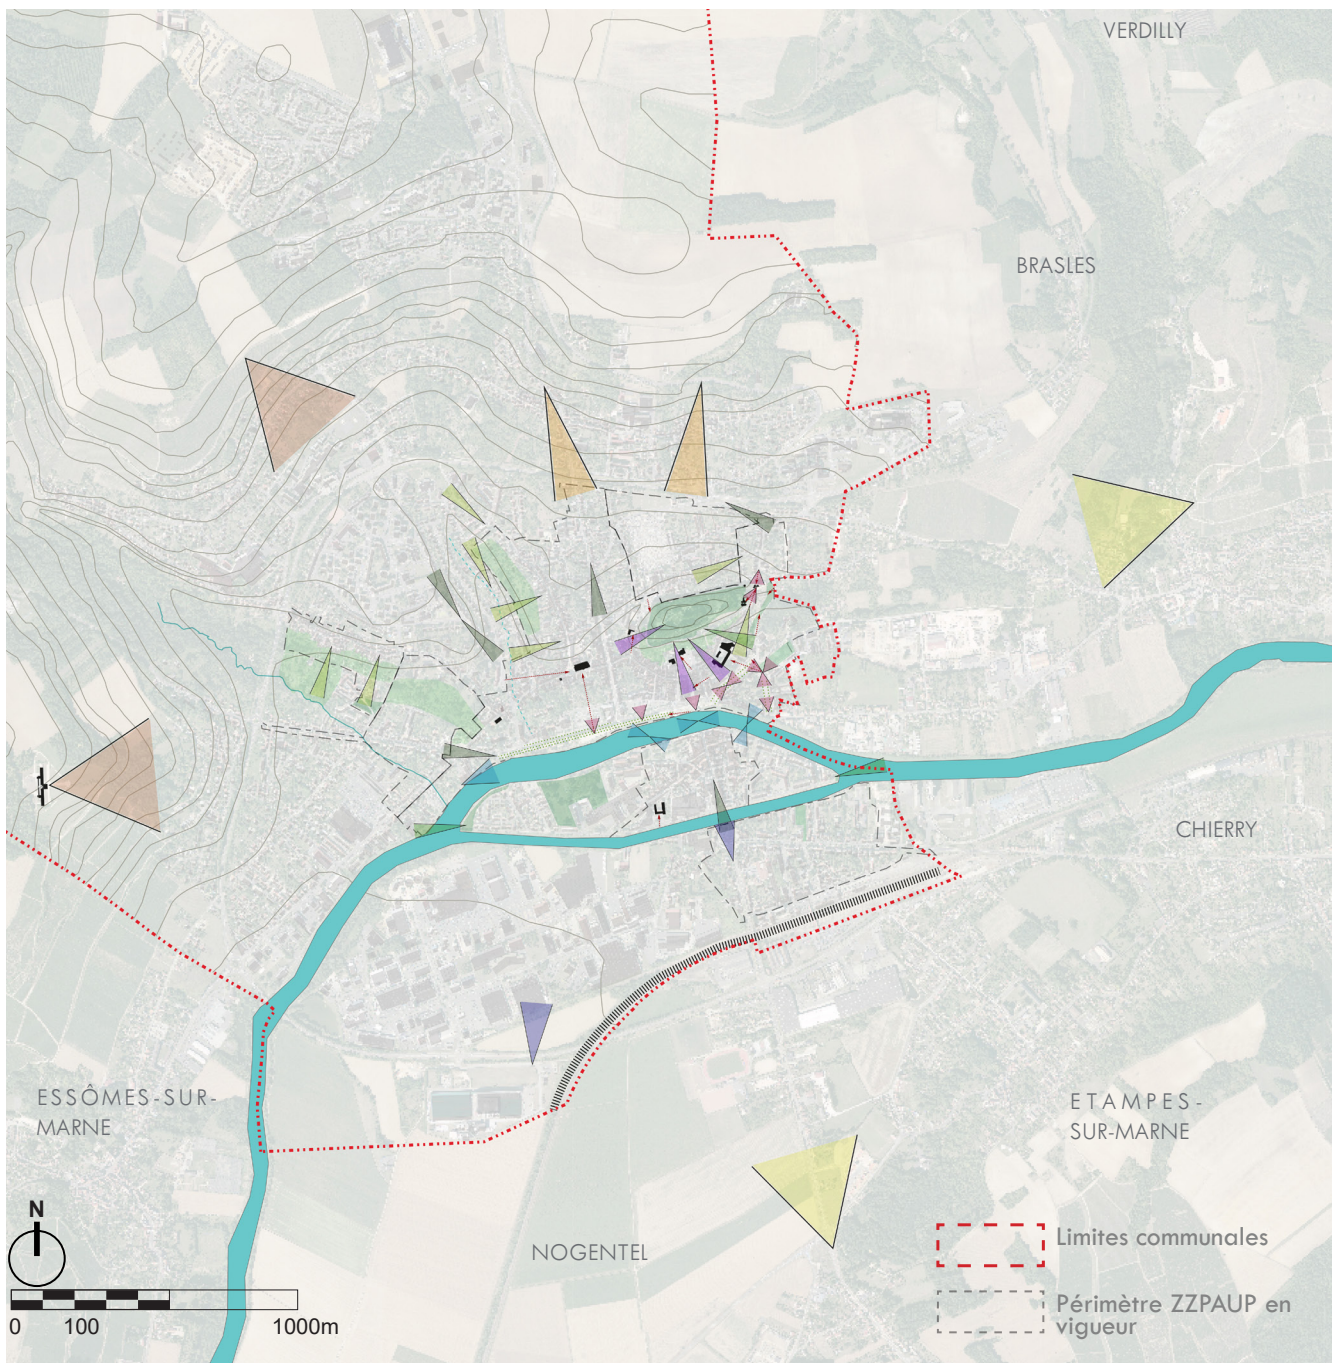 VERDILLY
BRASLES
CHIERRY
ESSÔMES-SUR-
MARNE
ETAMPES-
SUR-MARNE
N
NOGENTEL
Limites communales
Périmètre ZZPAUP en
vigueur
0 100 1000m